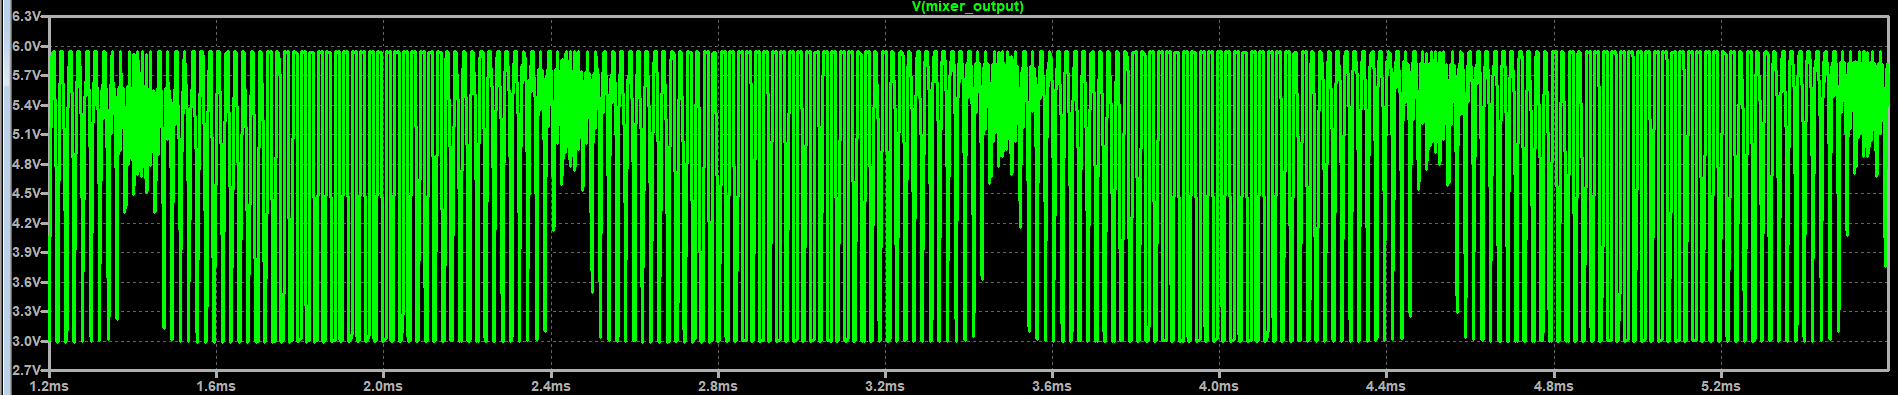 V(mixer_output)
6.3V
6.0V
5.7V
5.4V
5.1V
4.8V
4.5V
4.2V
3.9V
3.6V
3.3V
3.0V
2.7V
1.2ms 1.6ms 2.0ms 2.4ms 2.8ms 3.2ms 3.6ms 4.0ms 4.4ms 4.8ms 5.2ms